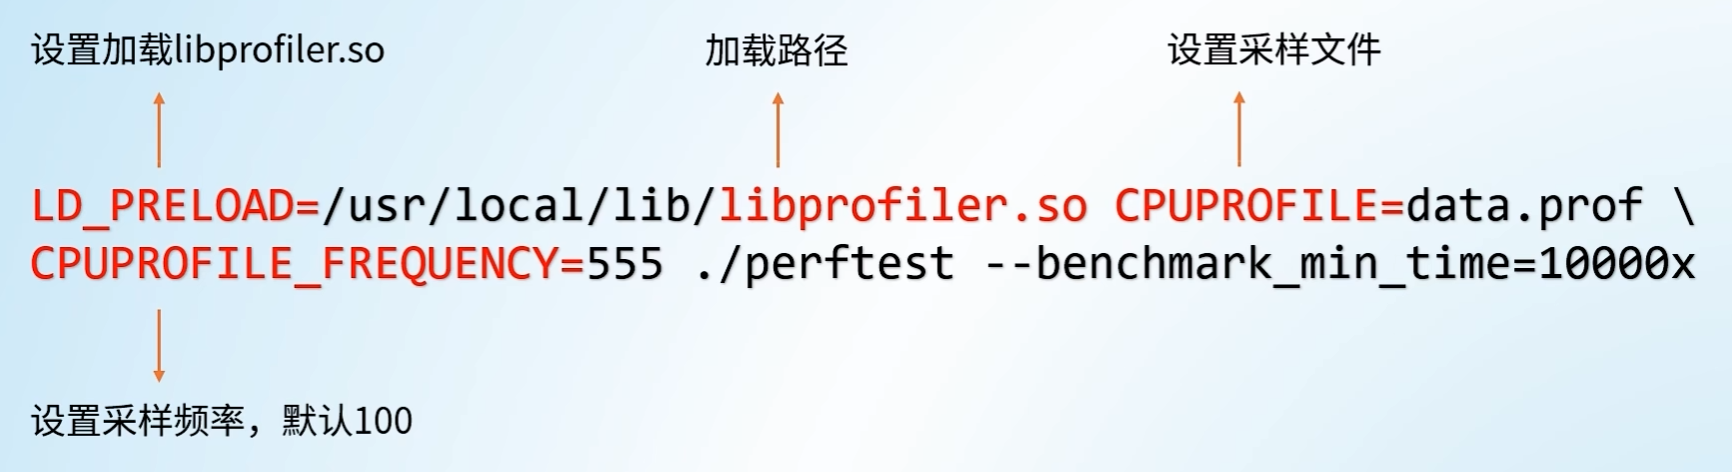 设置加载libprofiler.so 加载路径 设置采样文件
LD_PRELOAD=/usr/local/lib/libprofiler.so CPUPROFILE=data.prof \
CPUPROFILE_FREQUENCY=555 ./perftest --benchmark_min_time=10000x
设置采样频率，默认100